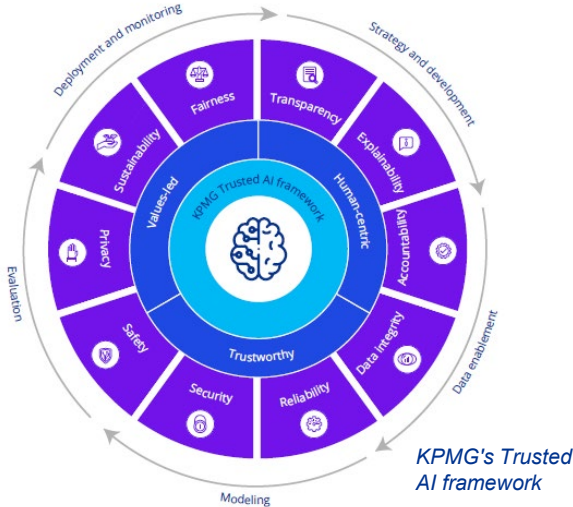 Deployment and monitoring
Strategy and development
Fairness
Transparency
Sustainability
Explainability
Values-led
KPMG Trusted AI framework
Human-centric
Privacy
Accountability
Evaluation
Safety
Trustworthy
Data integrity
Data enablement
Security
Reliability
Modeling
KPMG's Trusted
AI framework